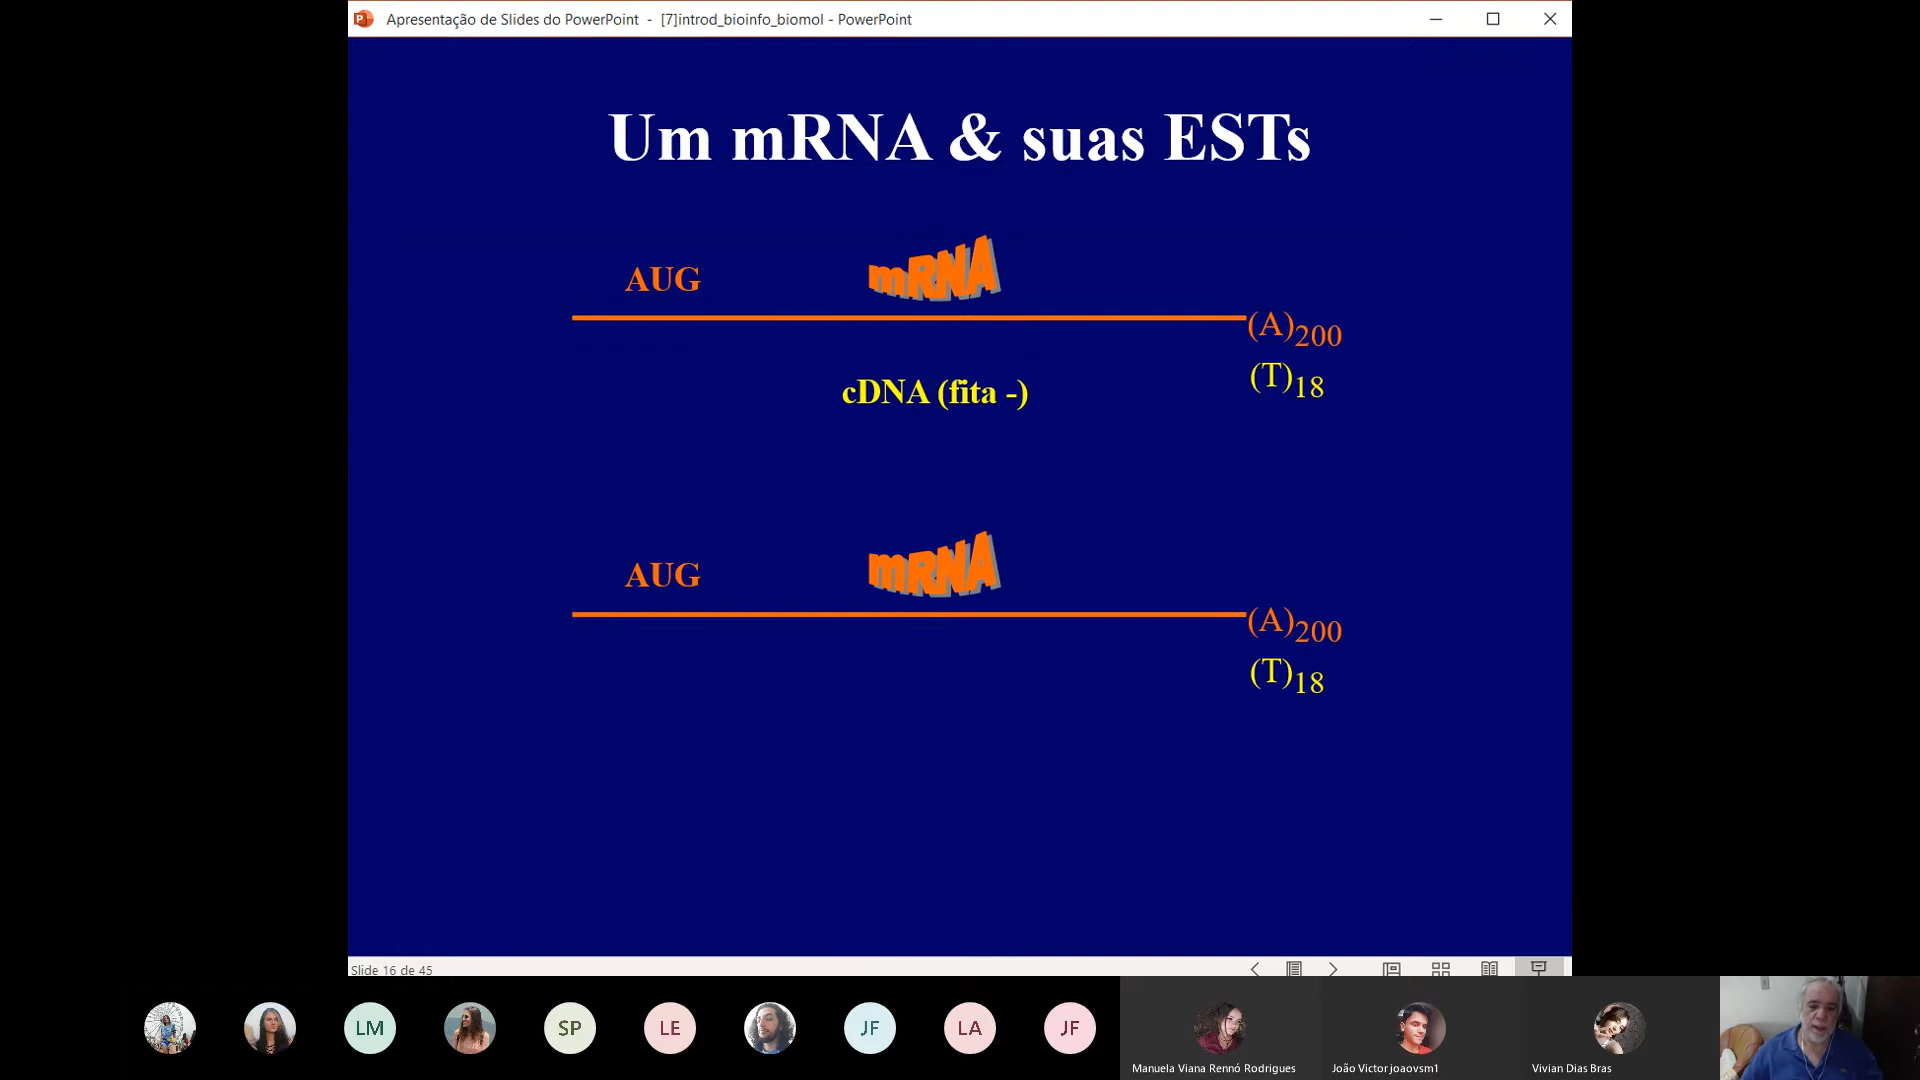 Apresentação de Slides do PowerPoint - [7]introd_bioinfo_biomol - PowerPoint
Um mRNA & suas ESTs
AUG
mRNA
(A)200
(T)18
cDNA (fita -)
AUG
mRNA
(A)200
(T)18
Slide 16 de 45
LM
SP
LE
JF
LA
JF
Manuela Viana Rennó Rodrigues
João Victor joaovsm1
Vivian Dias Bras